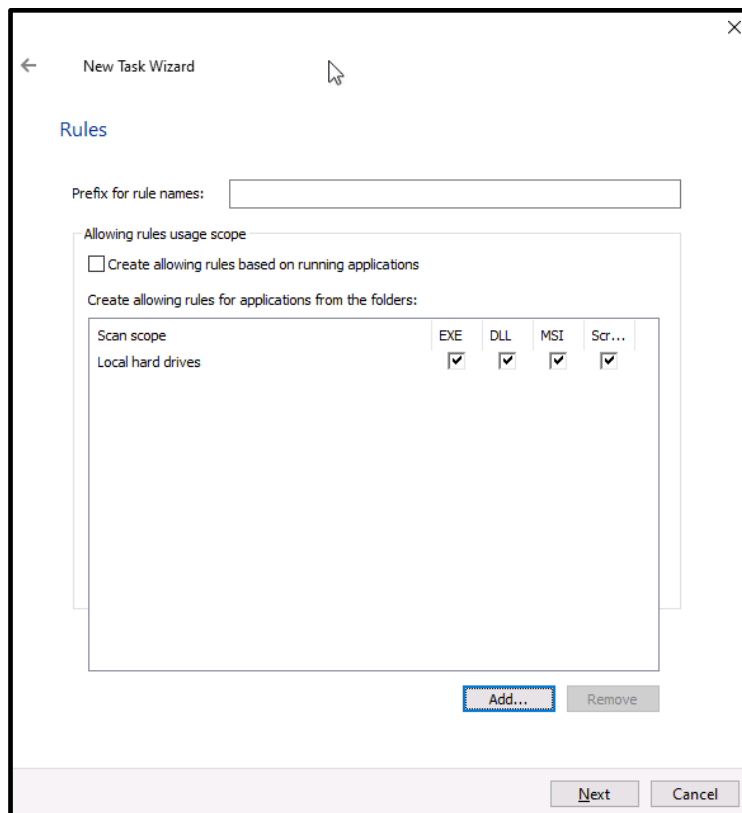 New Task Wizard
Rules
Prefix for rule names:
Allowing rules usage scope
Create allowing rules based on running applications
Create allowing rules for applications from the folders:
Scan scope EXE DLL MSI Scr...
Local hard drives
Add... Remove
Next Cancel